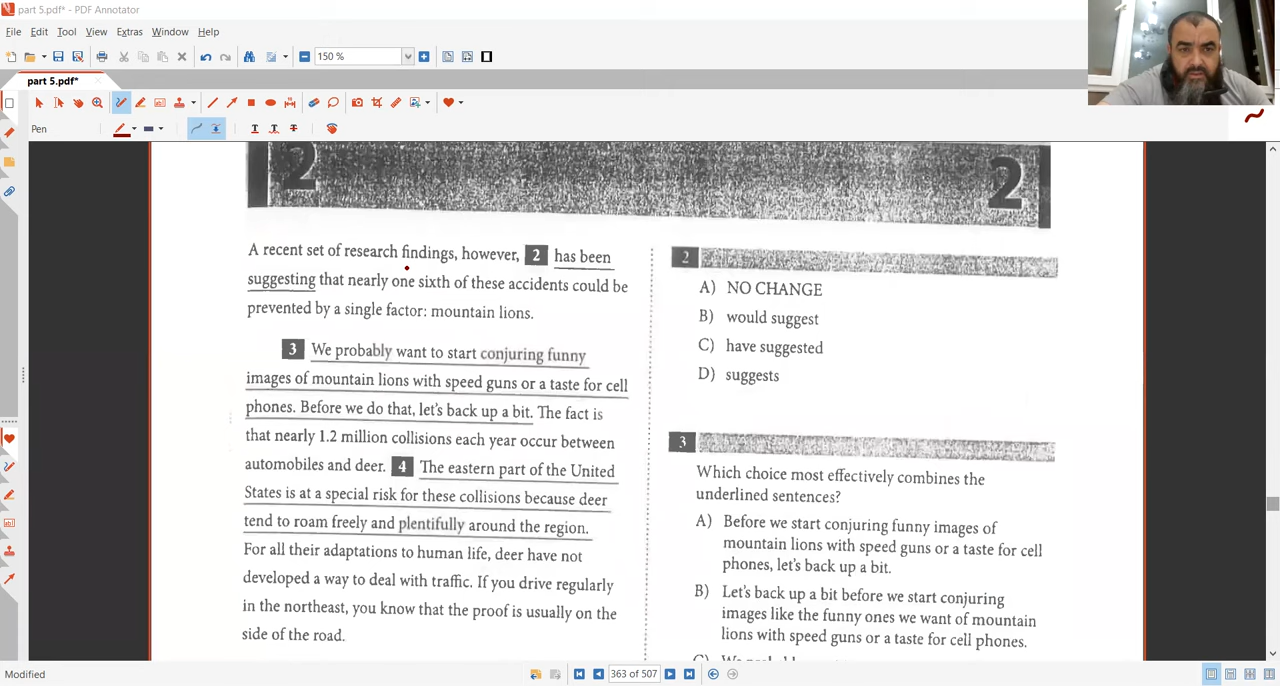 part 5.pdf* - PDF Annotator
File Edit Tool View Extras Window Help
150 %
part 5.pdf*
Pen
2
2
A recent set of research findings, however, 2 has been
suggesting that nearly one sixth of these accidents could be
prevented by a single factor: mountain lions.
3 We probably want to start conjuring funny
images of mountain lions with speed guns or a taste for cell
phones. Before we do that, let's back up a bit. The fact is
that nearly 1.2 million collisions each year occur between
automobiles and deer. 4 The eastern part of the United
States is at a special risk for these collisions because deer
tend to roam freely and plentifully around the region.
For all their adaptations to human life, deer have not
developed a way to deal with traffic. If you drive regularly
in the northeast, you know that the proof is usually on the
side of the road.
2
A) NO CHANGE
B) would suggest
C) have suggested
D) suggests
3
Which choice most effectively combines the
underlined sentences?
A) Before we start conjuring funny images of
mountain lions with speed guns or a taste for cell
phones, let's back up a bit.
B) Let's back up a bit before we start conjuring
images like the funny ones we want of mountain
lions with speed guns or a taste for cell phones.
Modified
363 of 507